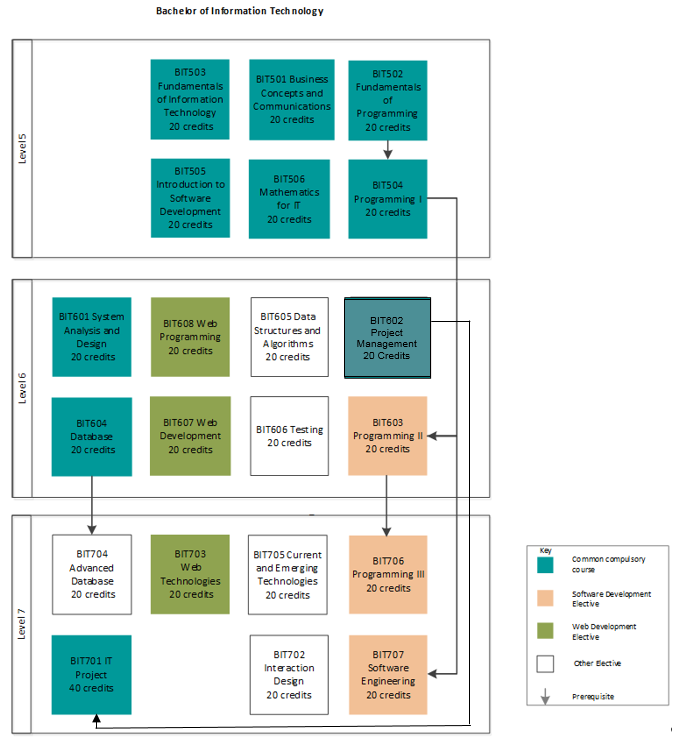 Bachelor of Information Technology
Level 5
BIT503
Fundamentals
of Information
Technology
20 credits
BIT501 Business
Concepts and
Communications
20 credits
BIT502
Fundamentals
of
Programming
20 credits
BIT505
Introduction to
Software
Development
20 credits
BIT506
Mathematics
for IT
20 credits
BIT504
Programming I
20 credits
Level 6
BIT601 System
Analysis and
Design
20 credits
BIT608 Web
Programming
20 credits
BIT605 Data
Structures and
Algorithms
20 credits
BIT602
Project
Management
20 Credits
BIT604
Database
20 credits
BIT607 Web
Development
20 credits
BIT606 Testing
20 credits
BIT603
Programming II
20 credits
Level 7
BIT704
Advanced
Database
20 credits
BIT703
Web
Technologies
20 credits
BIT705 Current
and Emerging
Technologies
20 credits
BIT706
Programming III
20 credits
BIT701 IT
Project
40 credits
BIT702
Interaction
Design
20 credits
BIT707
Software
Engineering
20 credits
Key
Common compulsory
course
Software Development
Elective
Web Development
Elective
Other Elective
Prerequisite